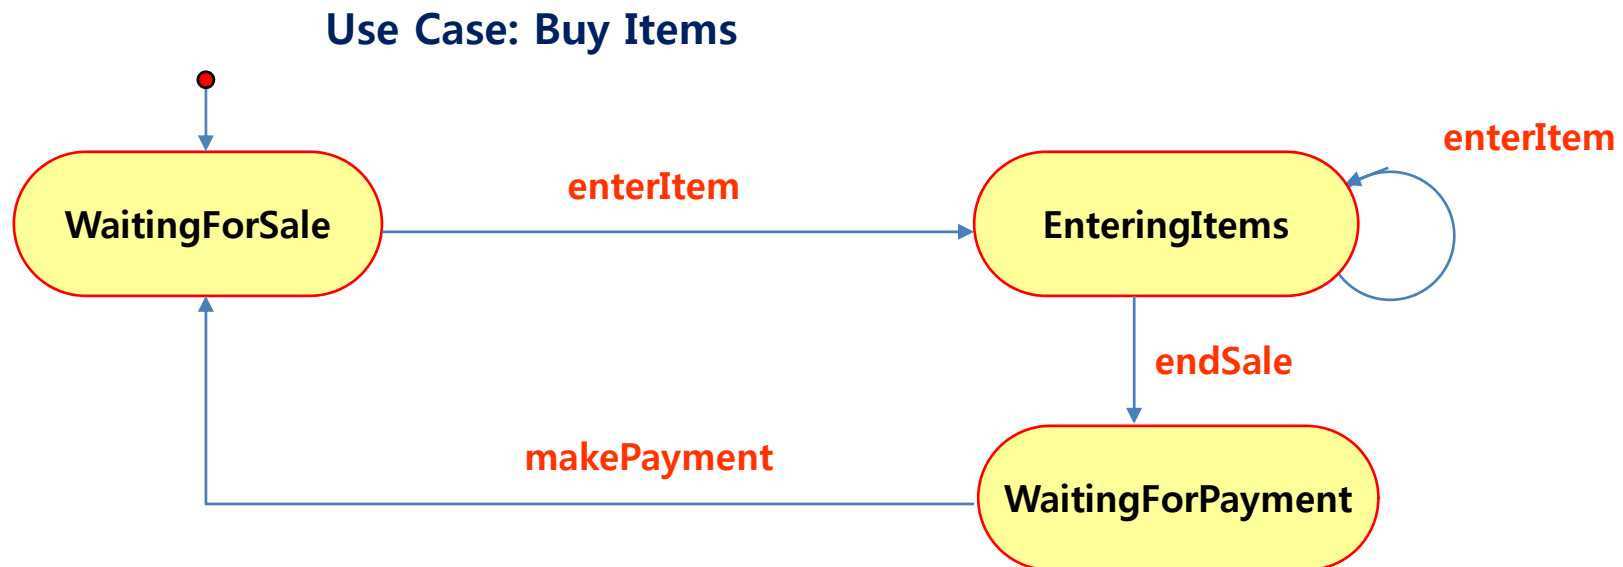 Use Case: Buy Items
enterItem
enterItem
WaitingForSale
EnteringItems
endSale
makePayment
WaitingForPayment